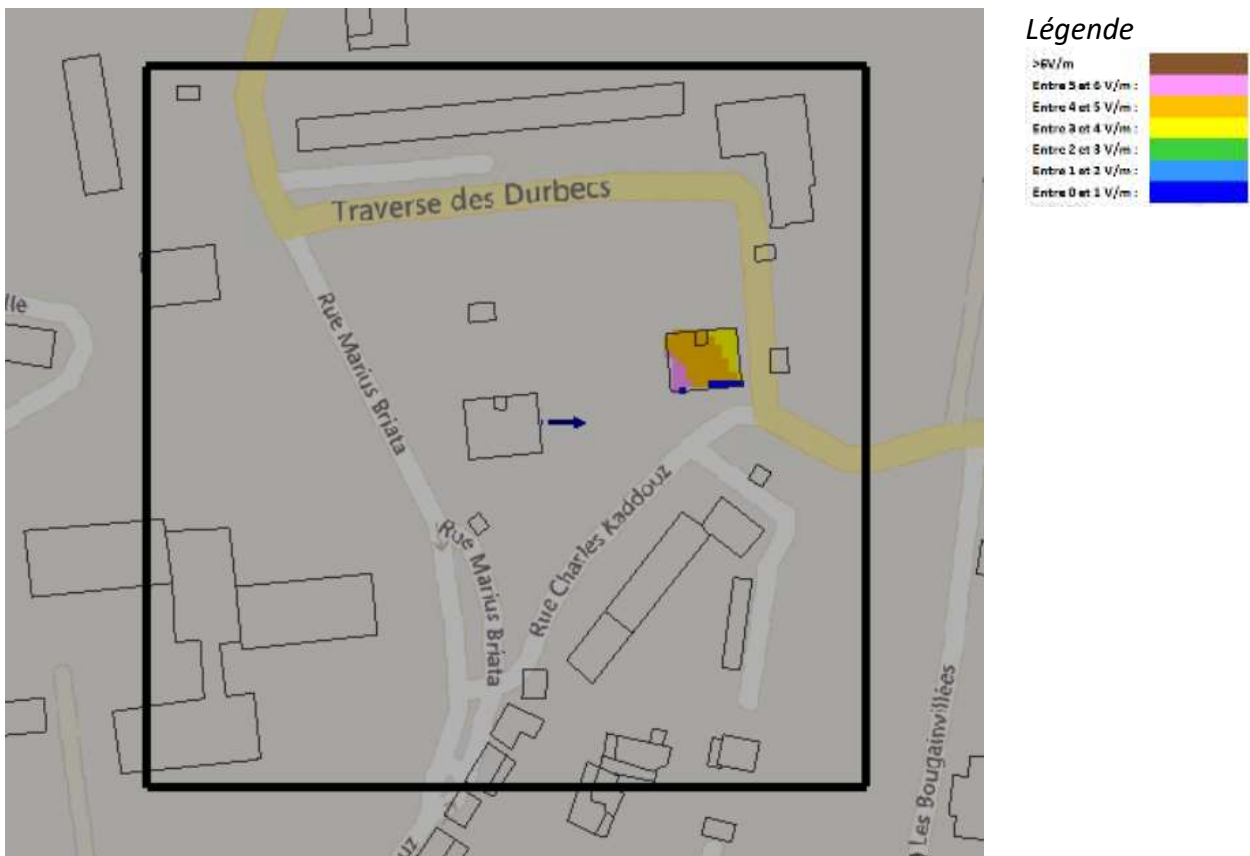 Légende
>6V/m
Entre 5 et 6 V/m :
Entre 4 et 5 V/m :
Entre 3 et 4 V/m :
Entre 2 et 3 V/m :
Entre 1 et 2 V/m :
Entre 0 et 1 V/m :
Traverse des Durbecs
lle
Rue Marius Briata
Rue Marius Briata
Rue Charles Kaddouz
Les Bougainvillées
uz